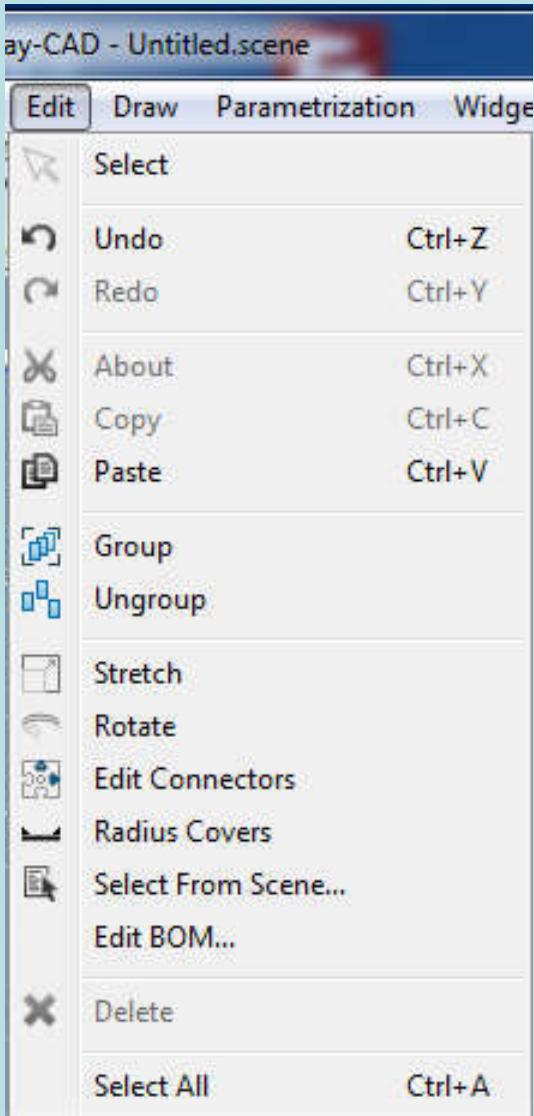 ay-CAD - Untitled.scene
Edit Draw Parametrization Widge
Select
Undo Ctrl+Z
Redo Ctrl+Y
About Ctrl+X
Copy Ctrl+C
Paste Ctrl+V
Group
Ungroup
Stretch
Rotate
Edit Connectors
Radius Covers
Select From Scene...
Edit BOM...
Delete
Select All Ctrl+A